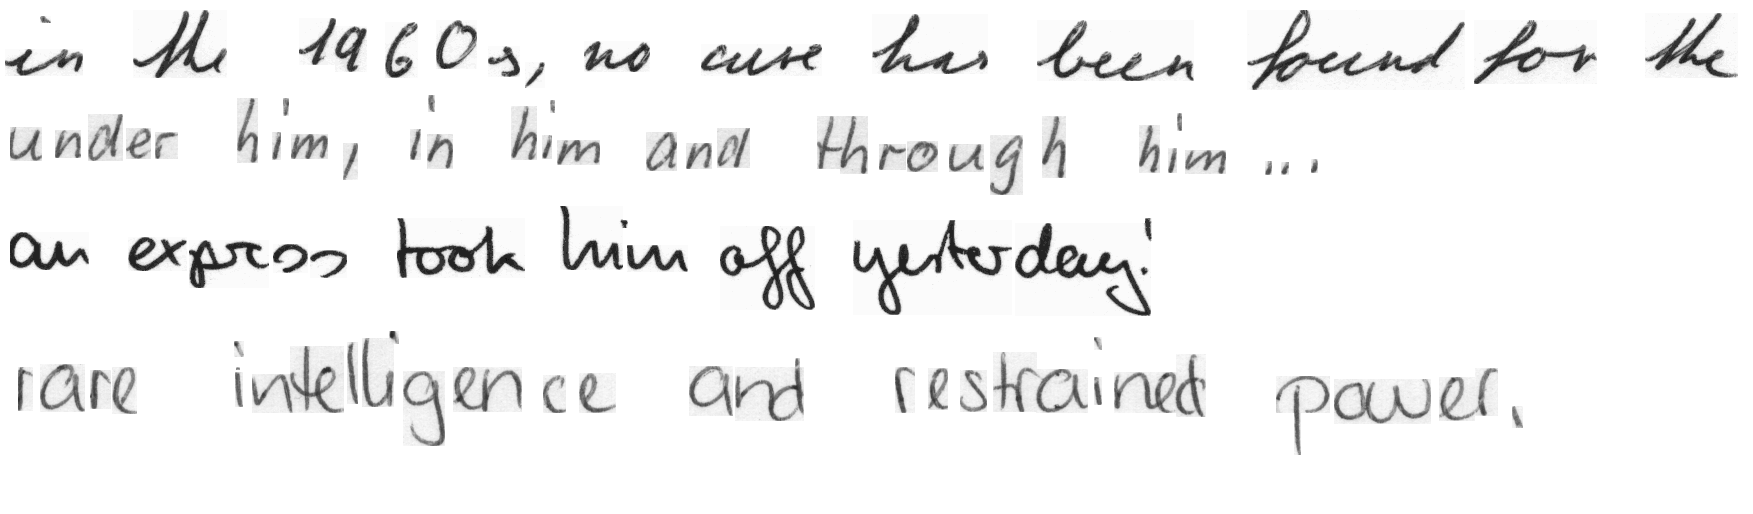 in the 1960s, no cure has been found for the
under him, in him and through him...
an express took him off yesterday!
rare intelligence and restrained power.